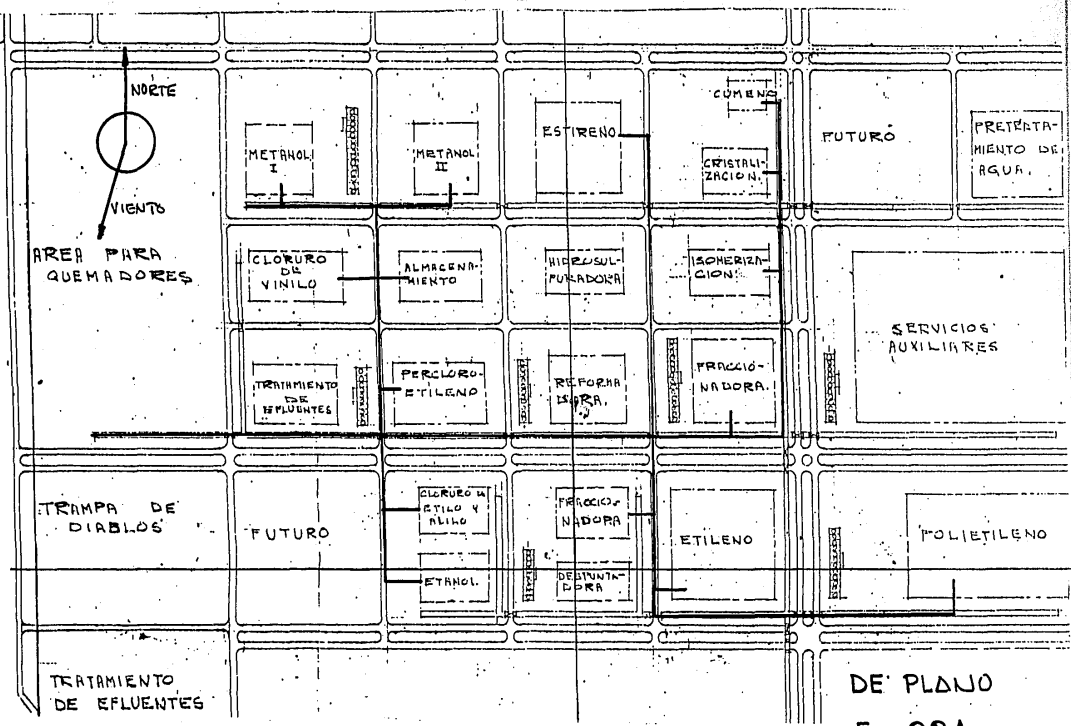 NORTE
VIENTO
AREA PARA
QUEMADORES
METANOL
I
METANOL
II
ESTIRENO
CUMENO
CRISTALI-
ZACION.
FUTURO
PRETRATA-
MIENTO DE
AGUA.
CLORURO
DE
VINILO
ALMACENA-
MIENTO
HIDROSUL-
FURADORA
ISOMERIZA-
CION.
SERVICIOS
AUXILIARES
TRATAMIENTO
DE
EFLUENTES
PERCLORO-
ETILENO
REFORMA
DORA.
FRACCIO-
NADORA.
TRAMPA DE
DIABLOS
FUTURO
CLORURO DE
ETILO Y
ALILO
ETANOL.
FRACCIO-
NADORA
DESPUNTA-
DORA
ETILENO
POLIETILENO
TRATAMIENTO
DE EFLUENTES
DE PLANO